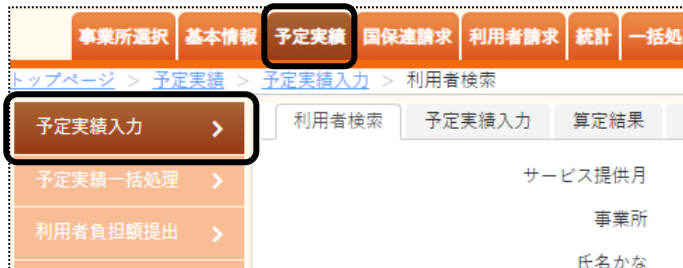 事業所選択 基本情報 予定実績 国保連請求 利用者請求 統計 一括処
トップページ > 予定実績 > 予定実績入力 > 利用者検索
予定実績入力 利用者検索 予定実績入力 算定結果
サービス提供月
予定実績一括処理
事業所
利用者負担額提出
氏名かな